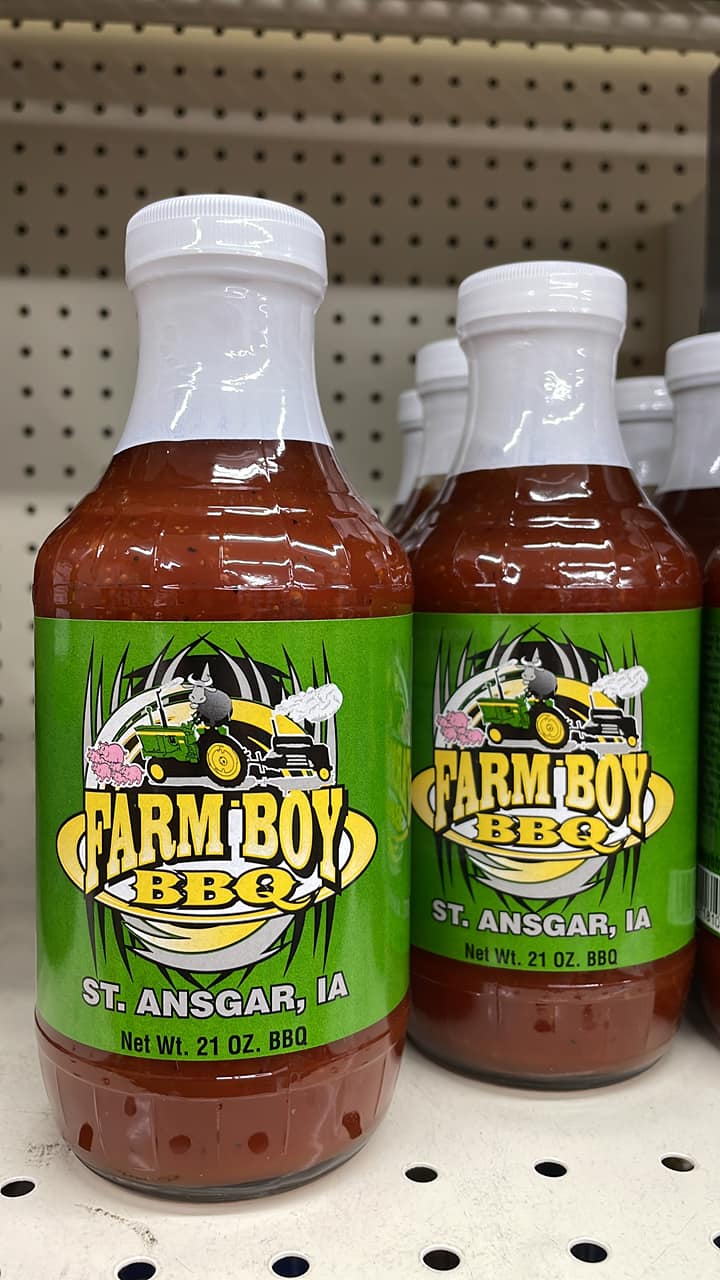 FARM BOY
BBQ
ST. ANSGAR, IA
Net Wt. 21 OZ. BBQ
FARM BOY
BBQ
ST. ANSGAR, IA
Net Wt. 21 OZ. BBQ